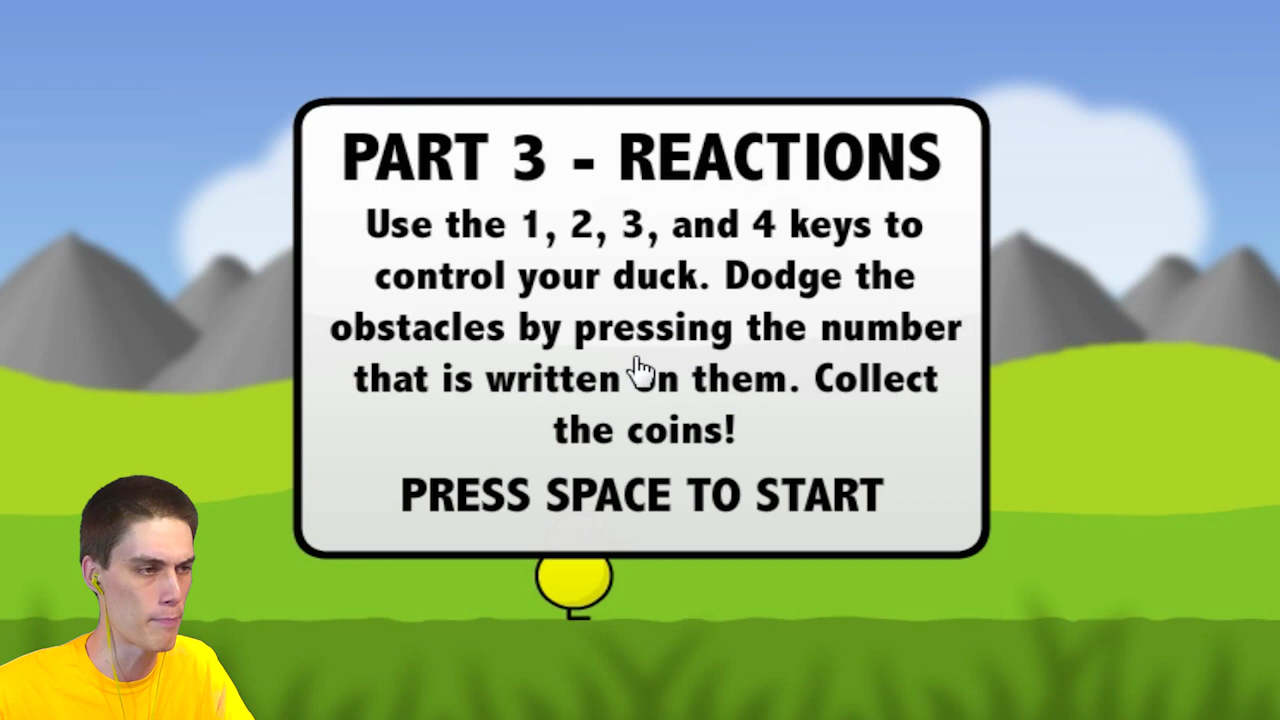 PART 3 - REACTIONS
Use the 1, 2, 3, and 4 keys to
control your duck. Dodge the
obstacles by pressing the number
that is written on them. Collect
the coins!
PRESS SPACE TO START